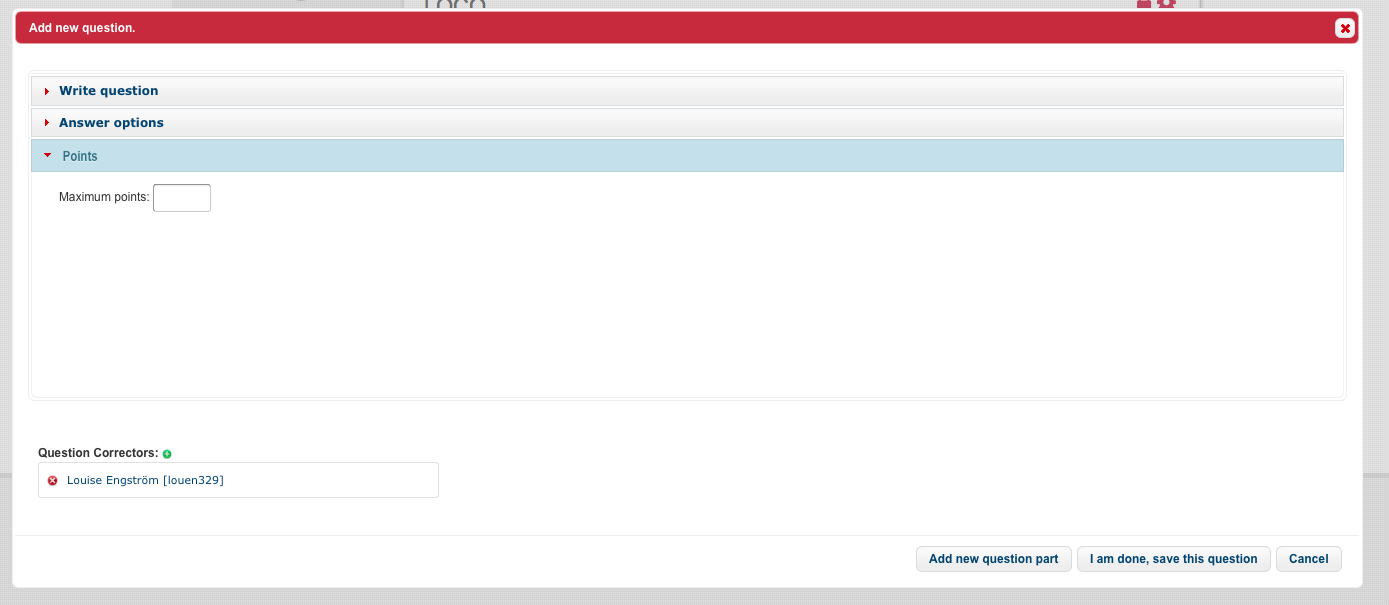 Add new question.
Write question
Answer options
Points
Maximum points:
Question Correctors:
Louise Engström [louen329]
Add new question part
I am done, save this question
Cancel